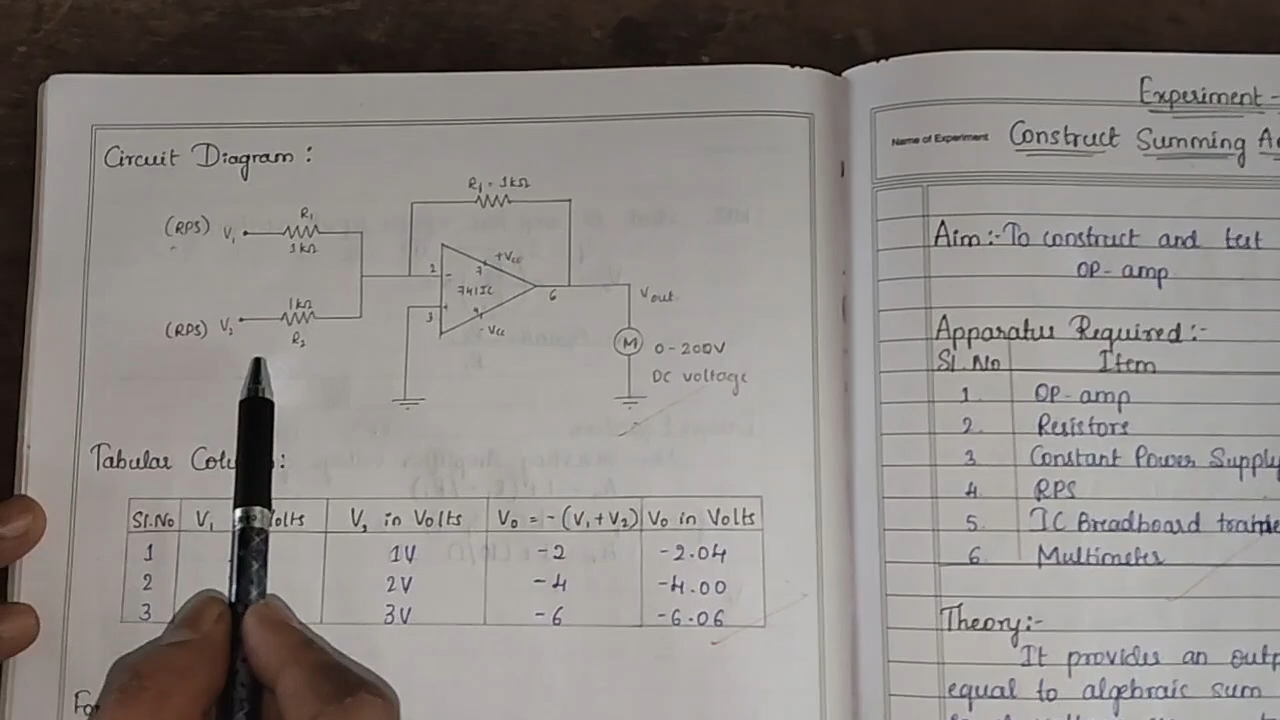 Circuit Diagram :
Rf = 1kΩ
(RPS) V1
R1
1kΩ
2
-
7
+Vcc
741IC
6
Vout
1kΩ
(RPS) V2
R2
3
+
4
-Vcc
M
0-200V
DC voltage
Tabular
Sl.No V1 Volts V2 in Volts V0 = -(V1+V2) V0 in Volts
1 1V -2 -2.04
2 2V -4 -4.00
3 3V -6 -6.06
Experiment -
Name of Experiment Construct Summing
Aim:- To construct and test
OP-amp
Apparatus Required:-
Sl.No Item
1 OP-amp
2 Resistors
3 Constant Power Supply
4 RPS
5. IC Breadboard
6. Multimeter
Theory:-
It provides an
equal to algebraic sum